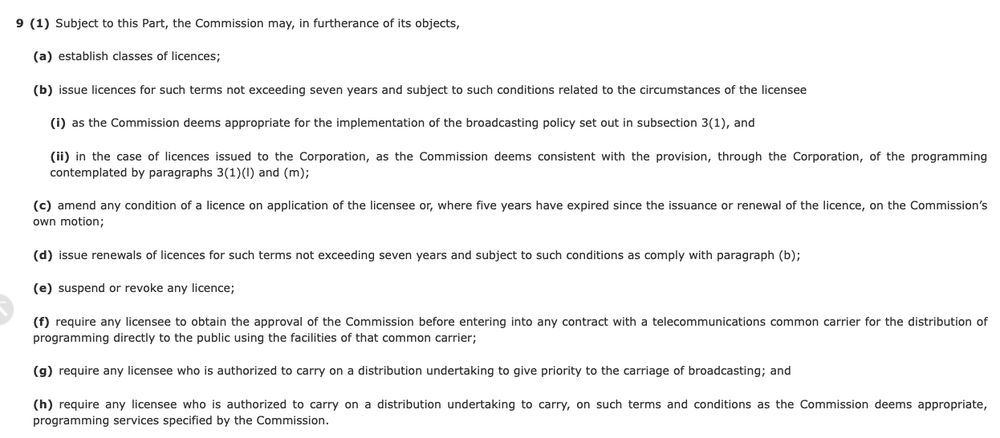 9 (1) Subject to this Part, the Commission may, in furtherance of its objects,
(a) establish classes of licences;
(b) issue licences for such terms not exceeding seven years and subject to such conditions related to the circumstances of the licensee
(i) as the Commission deems appropriate for the implementation of the broadcasting policy set out in subsection 3(1), and
(ii) in the case of licences issued to the Corporation, as the Commission deems consistent with the provision, through the Corporation, of the programming
contemplated by paragraphs 3(1)(l) and (m);
(c) amend any condition of a licence on application of the licensee or, where five years have expired since the issuance or renewal of the licence, on the Commission’s
own motion;
(d) issue renewals of licences for such terms not exceeding seven years and subject to such conditions as comply with paragraph (b);
(e) suspend or revoke any licence;
(f) require any licensee to obtain the approval of the Commission before entering into any contract with a telecommunications common carrier for the distribution of
programming directly to the public using the facilities of that common carrier;
(g) require any licensee who is authorized to carry on a distribution undertaking to give priority to the carriage of broadcasting; and
(h) require any licensee who is authorized to carry on a distribution undertaking to carry, on such terms and conditions as the Commission deems appropriate,
programming services specified by the Commission.